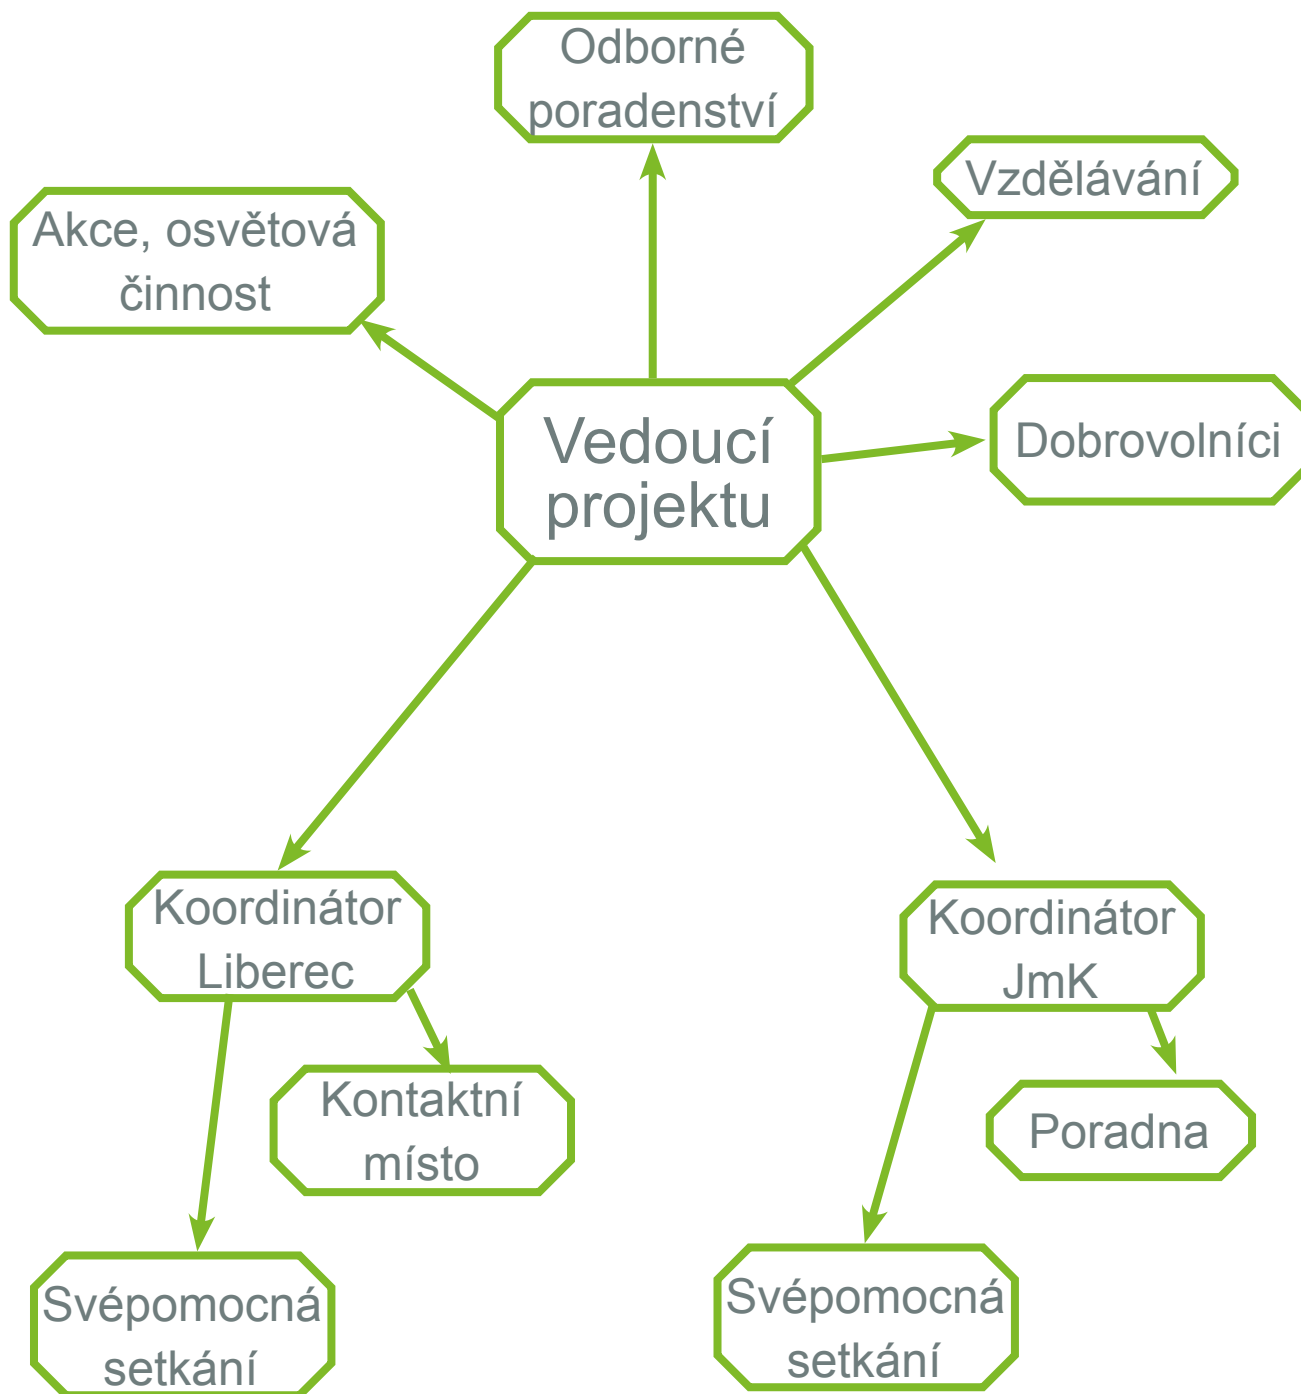 Odborné
poradenství
Vzdělávání
Akce, osvětová
činnost
Vedoucí
projektu
Dobrovolníci
Koordinátor
Liberec
Koordinátor
JmK
Kontaktní
místo
Poradna
Svépomocná
setkání
Svépomocná
setkání